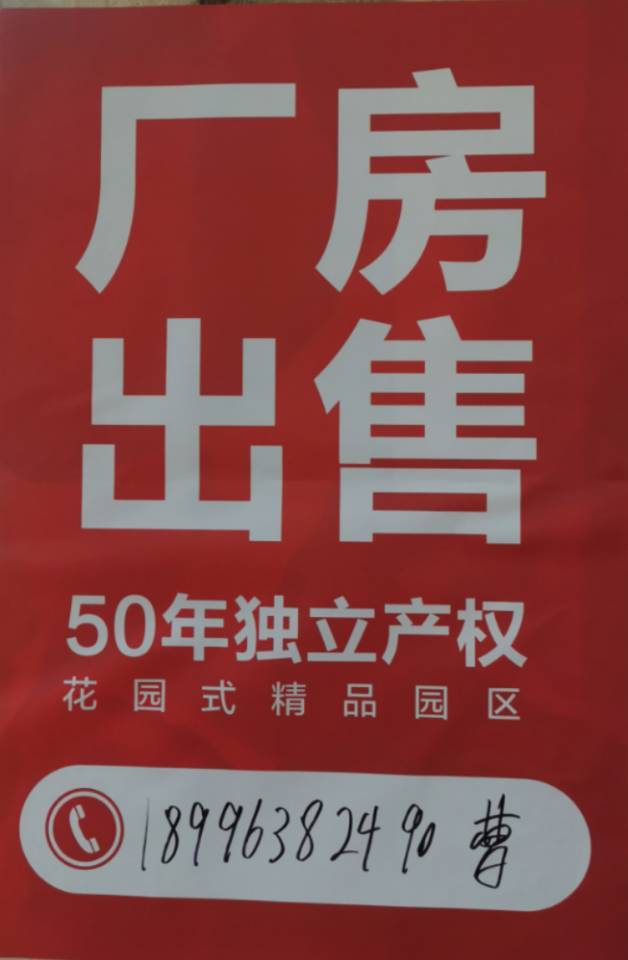 厂房
出售
50年独立产权
花园式精品园区
18996382490 曹